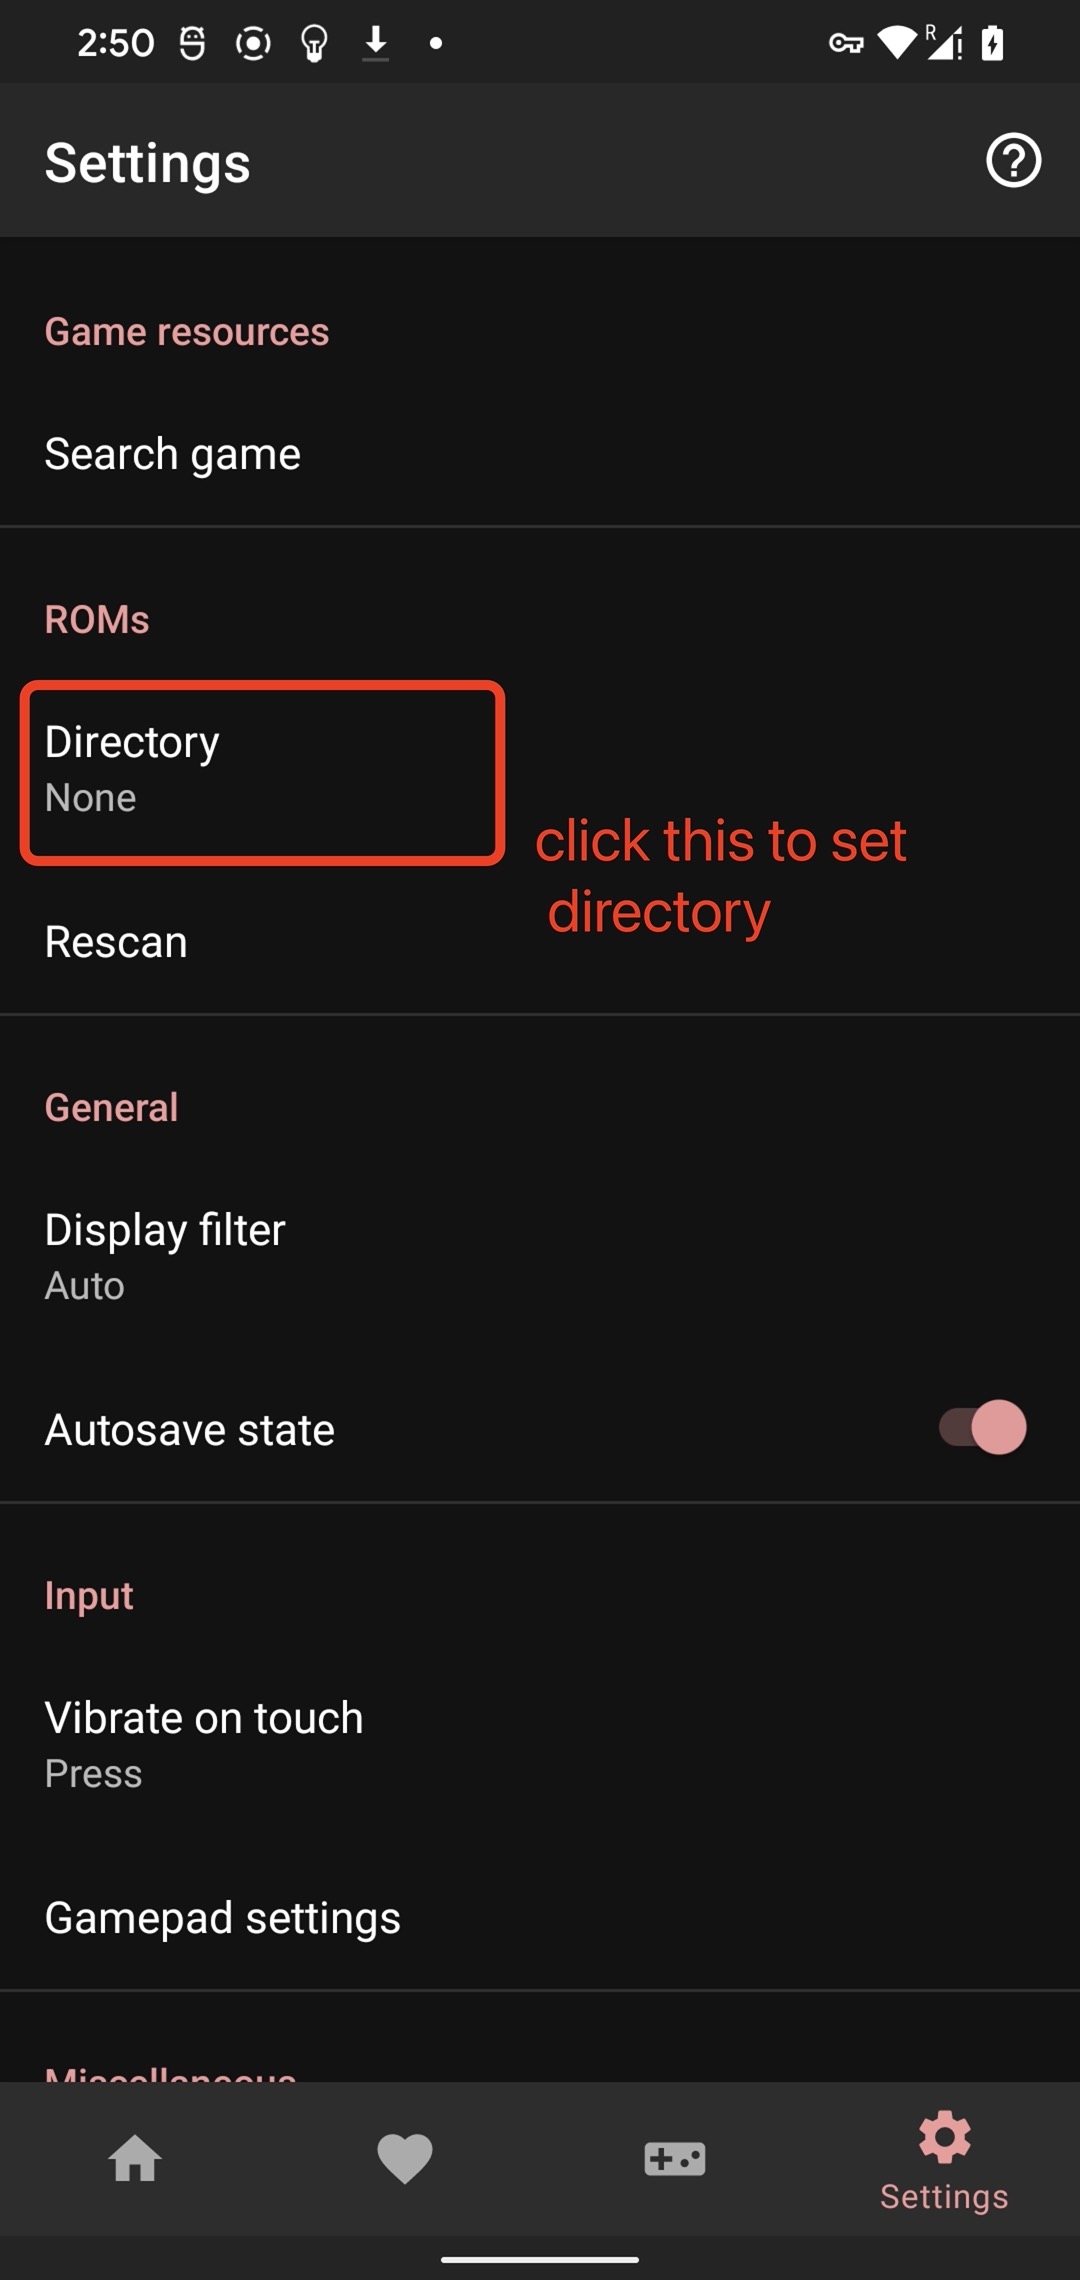 2:50
R
Settings
Game resources
Search game
ROMs
Directory
None
click this to set
directory
Rescan
General
Display filter
Auto
Autosave state
Input
Vibrate on touch
Press
Gamepad settings
Miscellaneous
Settings